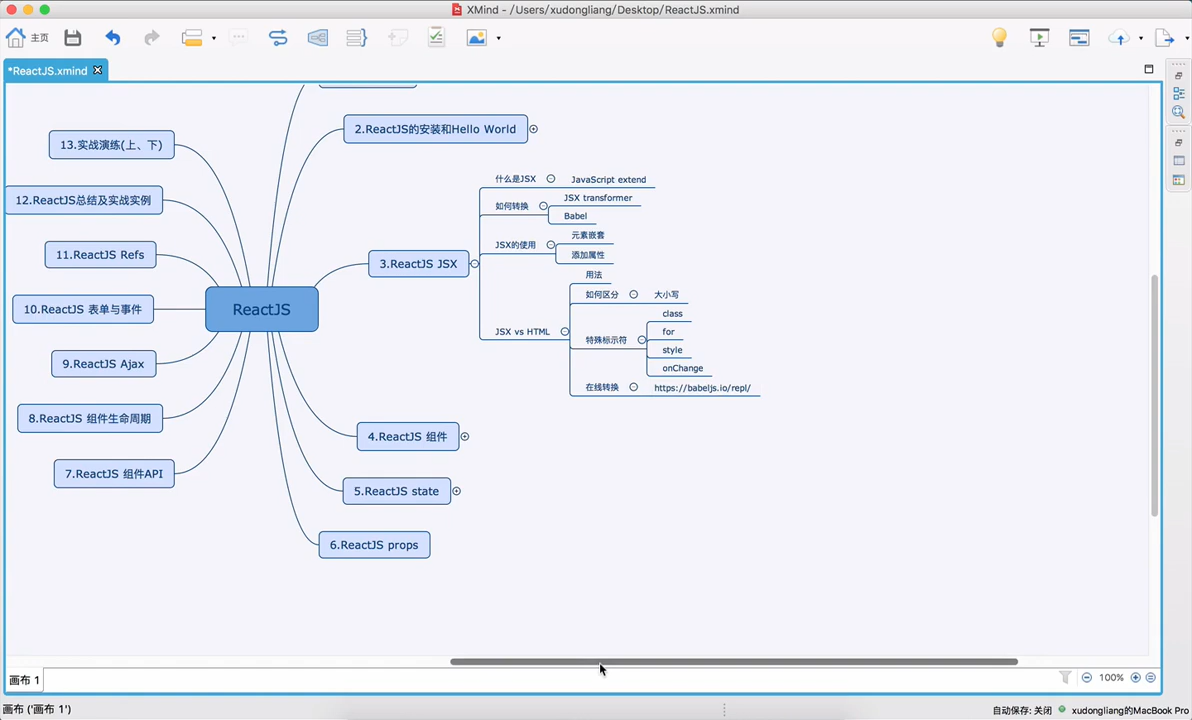 XMind - /Users/xudongliang/Desktop/ReactJS.xmind
主页
*ReactJS.xmind
2.ReactJS的安装和Hello World
13.实战演练(上、下)
12.ReactJS总结及实战实例
11.ReactJS Refs
10.ReactJS 表单与事件
9.ReactJS Ajax
8.ReactJS 组件生命周期
7.ReactJS 组件API
ReactJS
3.ReactJS JSX
什么是JSX
JavaScript extend
如何转换
JSX transformer
Babel
JSX的使用
元素嵌套
添加属性
JSX vs HTML
用法
如何区分
大小写
特殊标示符
class
for
style
onChange
在线转换
https://babeljs.io/repl/
4.ReactJS 组件
5.ReactJS state
6.ReactJS props
画布 1
100%
画布 ('画布 1')
自动保存: 关闭
xudongliang的MacBook Pro